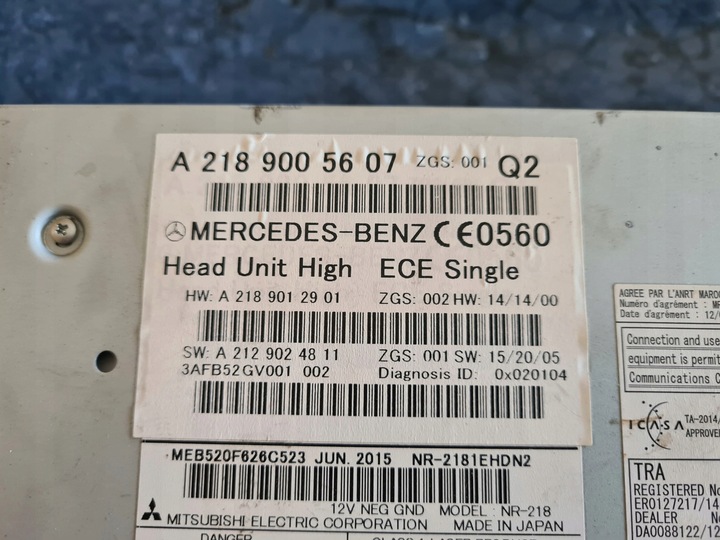 A 218 900 56 07 ZGS: 001 Q2
MERCEDES-BENZ CE0560
Head Unit High ECE Single
HW: A 218 901 29 01 ZGS: 002 HW: 14/14/00
SW: A 212 902 48 11 ZGS: 001 SW: 15/20/05
3AFB52GV001 002 Diagnosis ID: 0x020104
MEB520F626C523 JUN. 2015 NR-2181EHDN2
12V NEG GND MODEL: NR-218
MITSUBISHI ELECTRIC CORPORATION MADE IN JAPAN
DANGER
AGREE PAR L'ANRT MAROC
Numéro d'agrément : MR
Date d'agrément : 12/
Connection and use
equipment is permit
Communications C
ICASA
TA-2014/
APPROVE
TRA
REGISTERED No
ER0127217/14
DEALER No
DA0088122/12